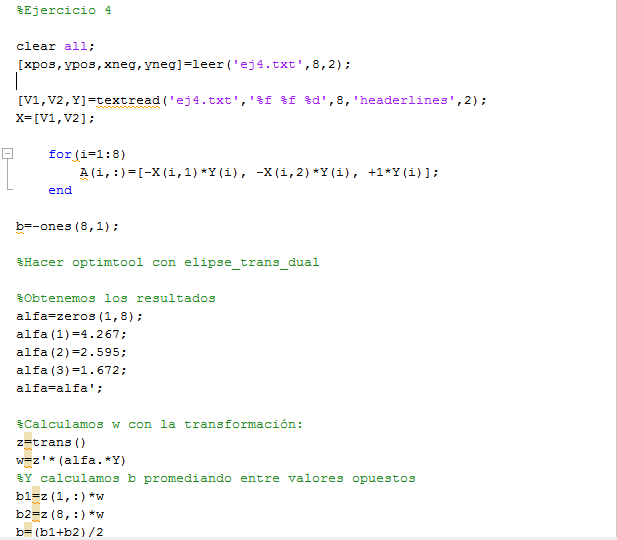 %Ejercicio 4
clear all;
[xpos,ypos,xneg,yneg]=leer('ej4.txt',8,2);
[V1,V2,Y]=textread('ej4.txt','%f %f %d',8,'headerlines',2);
X=[V1,V2];
for(i=1:8)
A(i,:)=[-X(i,1)*Y(i), -X(i,2)*Y(i), +1*Y(i)];
end
b=-ones(8,1);
%Hacer optimtool con elipse_trans_dual
%Obtenemos los resultados
alfa=zeros(1,8);
alfa(1)=4.267;
alfa(2)=2.595;
alfa(3)=1.672;
alfa=alfa';
%Calculamos w con la transformación:
z=trans()
w=z'*(alfa.*Y)
%Y calculamos b promediando entre valores opuestos
b1=z(1,:)*w
b2=z(8,:)*w
b=(b1+b2)/2